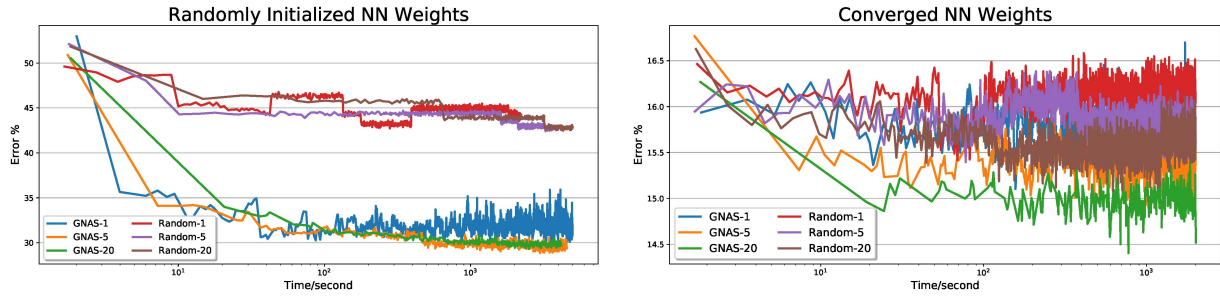 Randomly Initialized NN Weights
Error %
50
45
40
35
30
GNAS-1 Random-1
GNAS-5 Random-5
GNAS-20 Random-20
10¹ 10² 10³
Time/second
Converged NN Weights
Error %
16.5
16.0
15.5
15.0
14.5
GNAS-1 Random-1
GNAS-5 Random-5
GNAS-20 Random-20
10¹ 10² 10³
Time/second